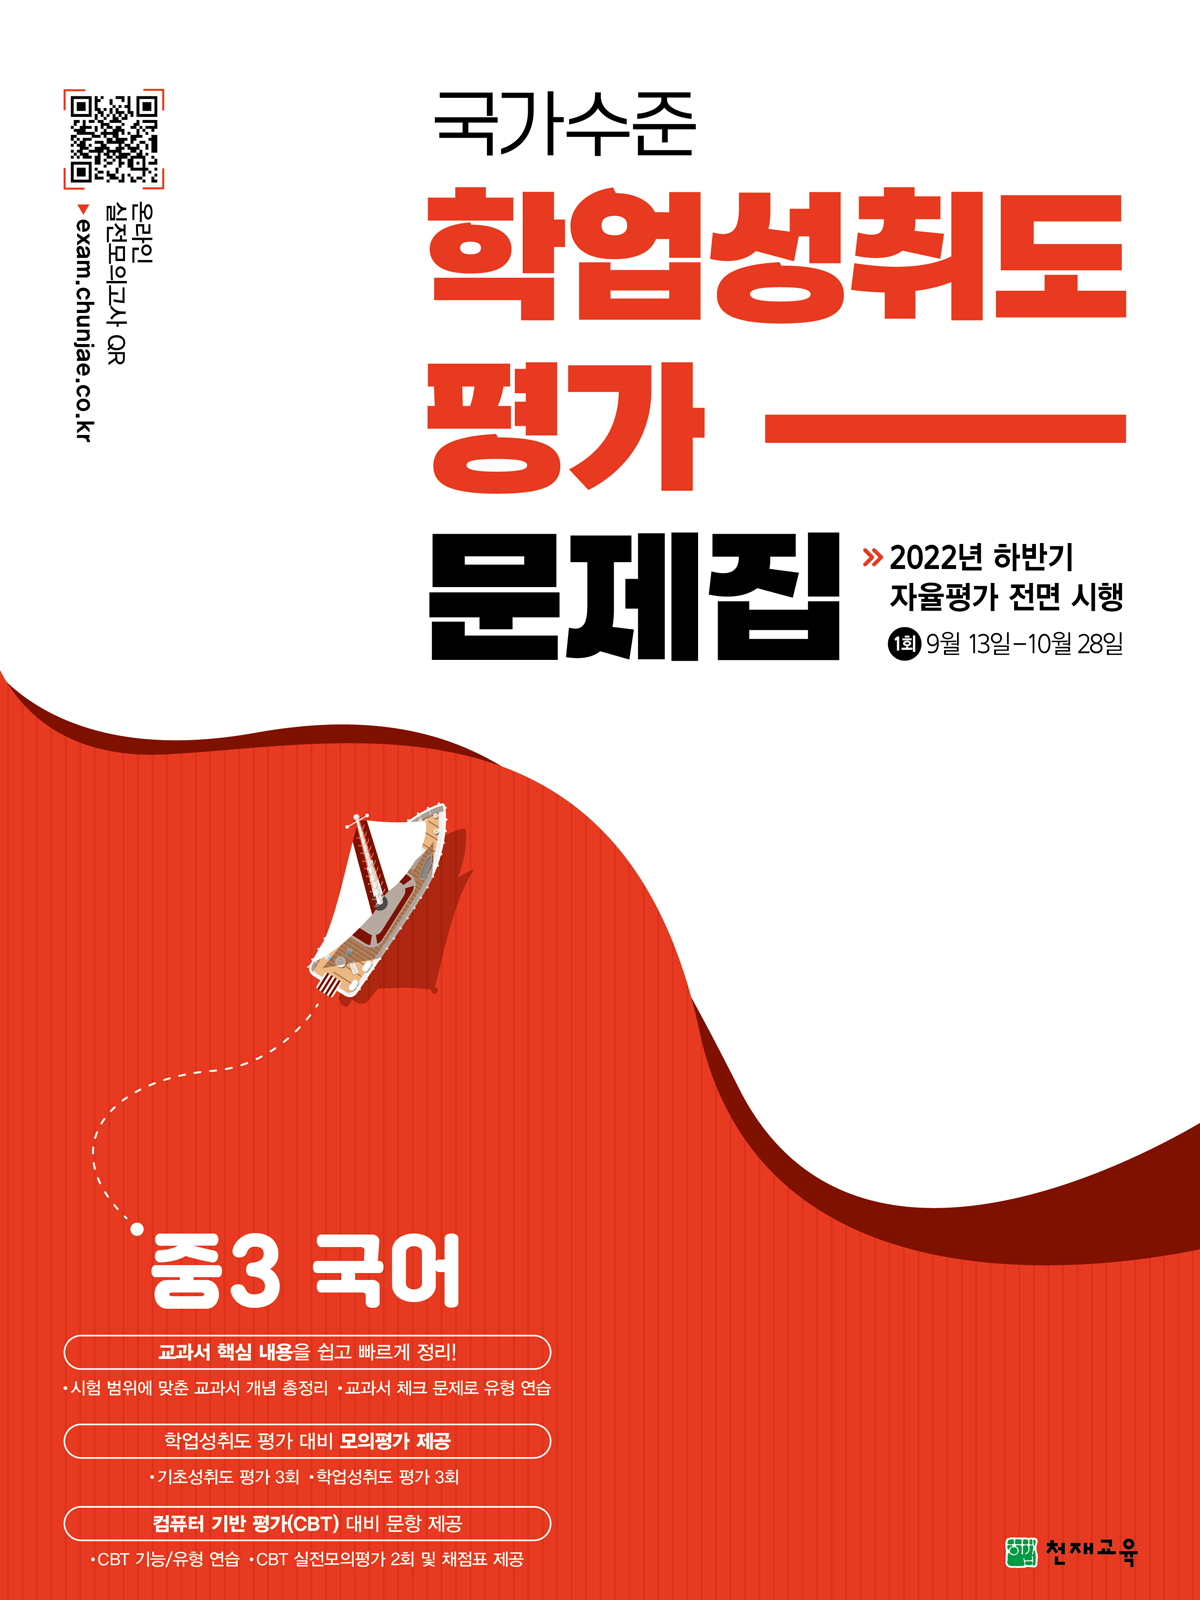 온라인
실전모의고사 QR
▶exam.chunjae.co.kr
국가수준
학업성취도
평가
문제집
» 2022년 하반기
자율평가 전면 시행
1회 9월 13일-10월 28일
중3 국어
교과서 핵심 내용을 쉽고 빠르게 정리!
•시험 범위에 맞춘 교과서 개념 총정리 •교과서 체크 문제로 유형 연습
학업성취도 평가 대비 모의평가 제공
•기초성취도 평가 3회 •학업성취도 평가 3회
컴퓨터 기반 평가(CBT) 대비 문항 제공
•CBT 기능/유형 연습 •CBT 실전모의평가 2회 및 채점표 제공
천재교육